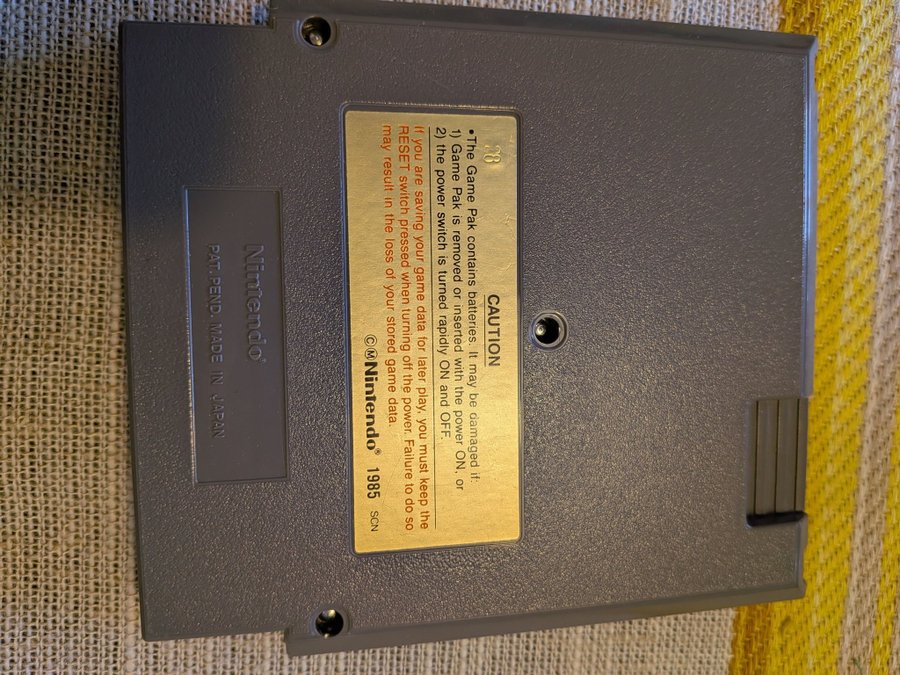 CAUTION
•The Game Pak contains batteries. It may be damaged if:
1) Game Pak is removed or inserted with the power ON, or
2) the power switch is turned rapidly ON and OFF.
If you are saving your game data for later play, you must keep the
RESET switch pressed when turning off the power. Failure to do so
may result in the loss of your stored game data.
©ⓂNintendo® 1985 SCN
Nintendo®
PAT. PEND. MADE IN JAPAN